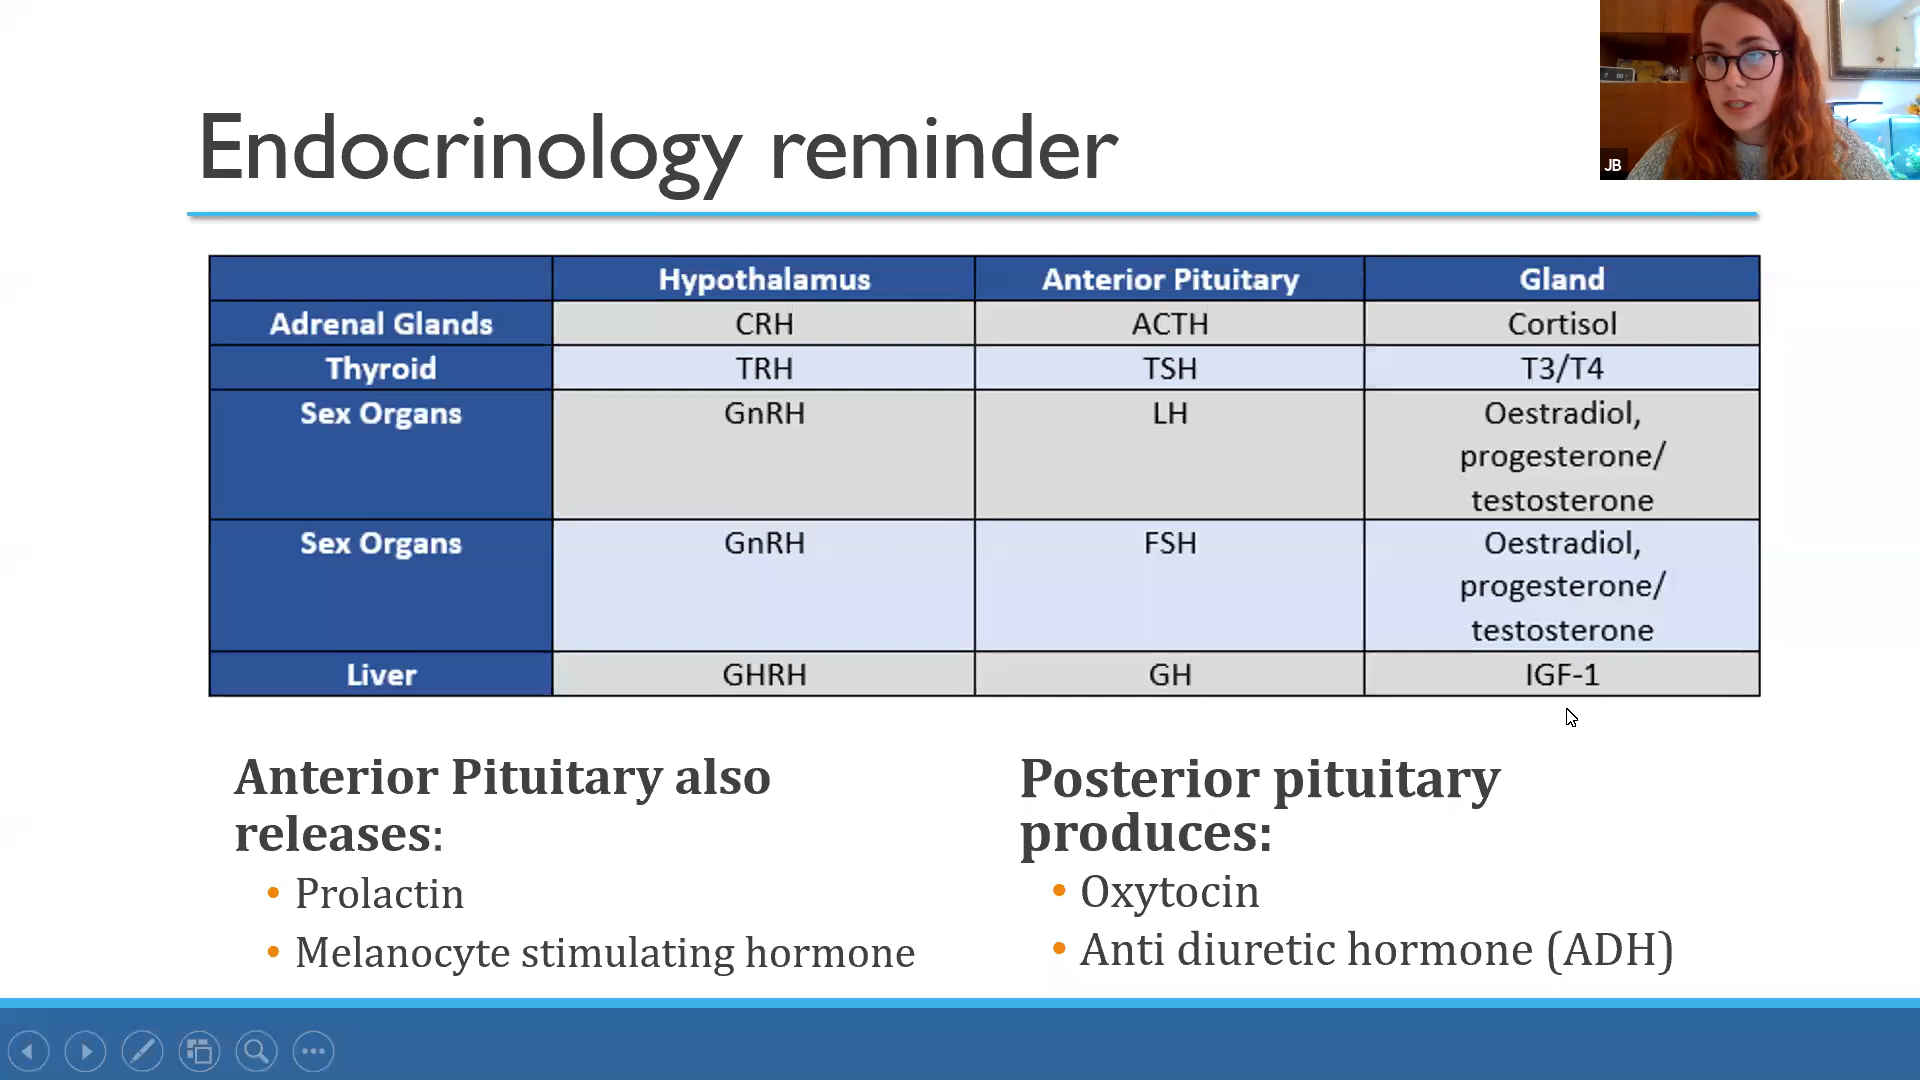 Endocrinology reminder
JB
Hypothalamus Anterior Pituitary Gland
Adrenal Glands CRH ACTH Cortisol
Thyroid TRH TSH T3/T4
Sex Organs GnRH LH Oestradiol,
progesterone/
testosterone
Sex Organs GnRH FSH Oestradiol,
progesterone/
testosterone
Liver GHRH GH IGF-1
Anterior Pituitary also
releases:
• Prolactin
• Melanocyte stimulating hormone
Posterior pituitary
produces:
• Oxytocin
• Anti diuretic hormone (ADH)